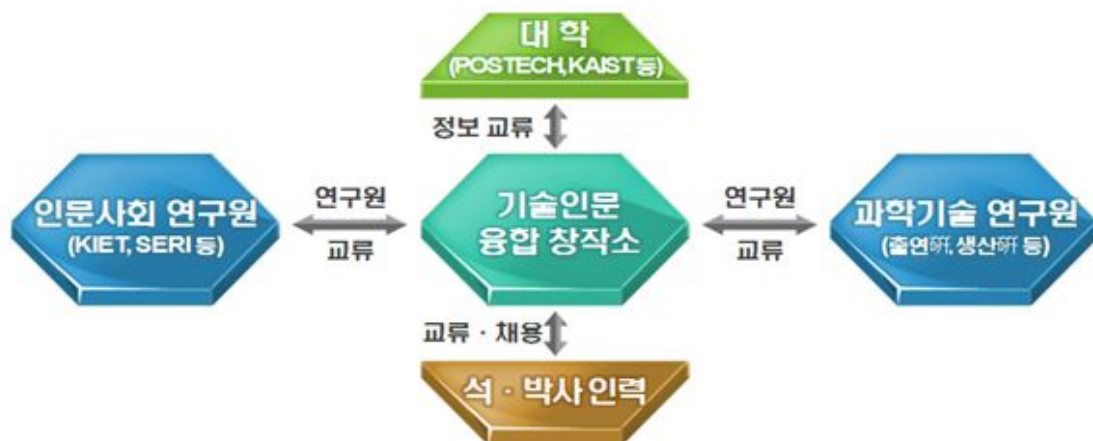 대 학
(POSTECH, KAIST 등)
정보 교류
인문사회 연구원
(KIET, SERI 등)
연구원
교류
기술인문
융합 창작소
연구원
교류
과학기술 연구원
(출연硏, 생산硏 등)
교류 · 채용
석 · 박사 인력